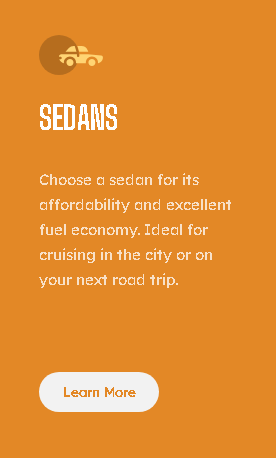 SEDANS
Choose a sedan for its
affordability and excellent
fuel economy. Ideal for
cruising in the city or on
your next road trip.
Learn More